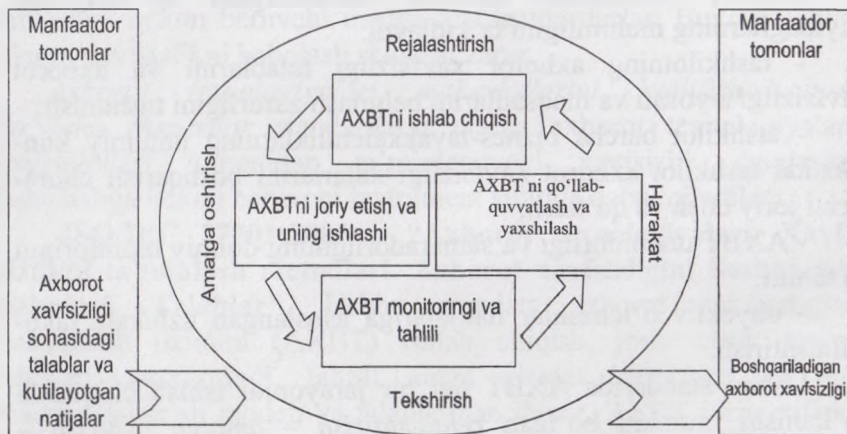 Manfaatdor
tomonlar
Axborot
xavfsizligi
sohasidagi
talablar va
kutilayotgan
natijalar
Rejalashtirish
AXBTni ishlab chiqish
Amalga oshirish
AXBTni joriy etish va
uning ishlashi
AXBT ni qo‘llab-
quvvatlash va
yaxshilash
Harakat
AXBT monitoringi va
tahlili
Tekshirish
Manfaatdor
tomonlar
Boshqariladigan
axborot xavfsizligi